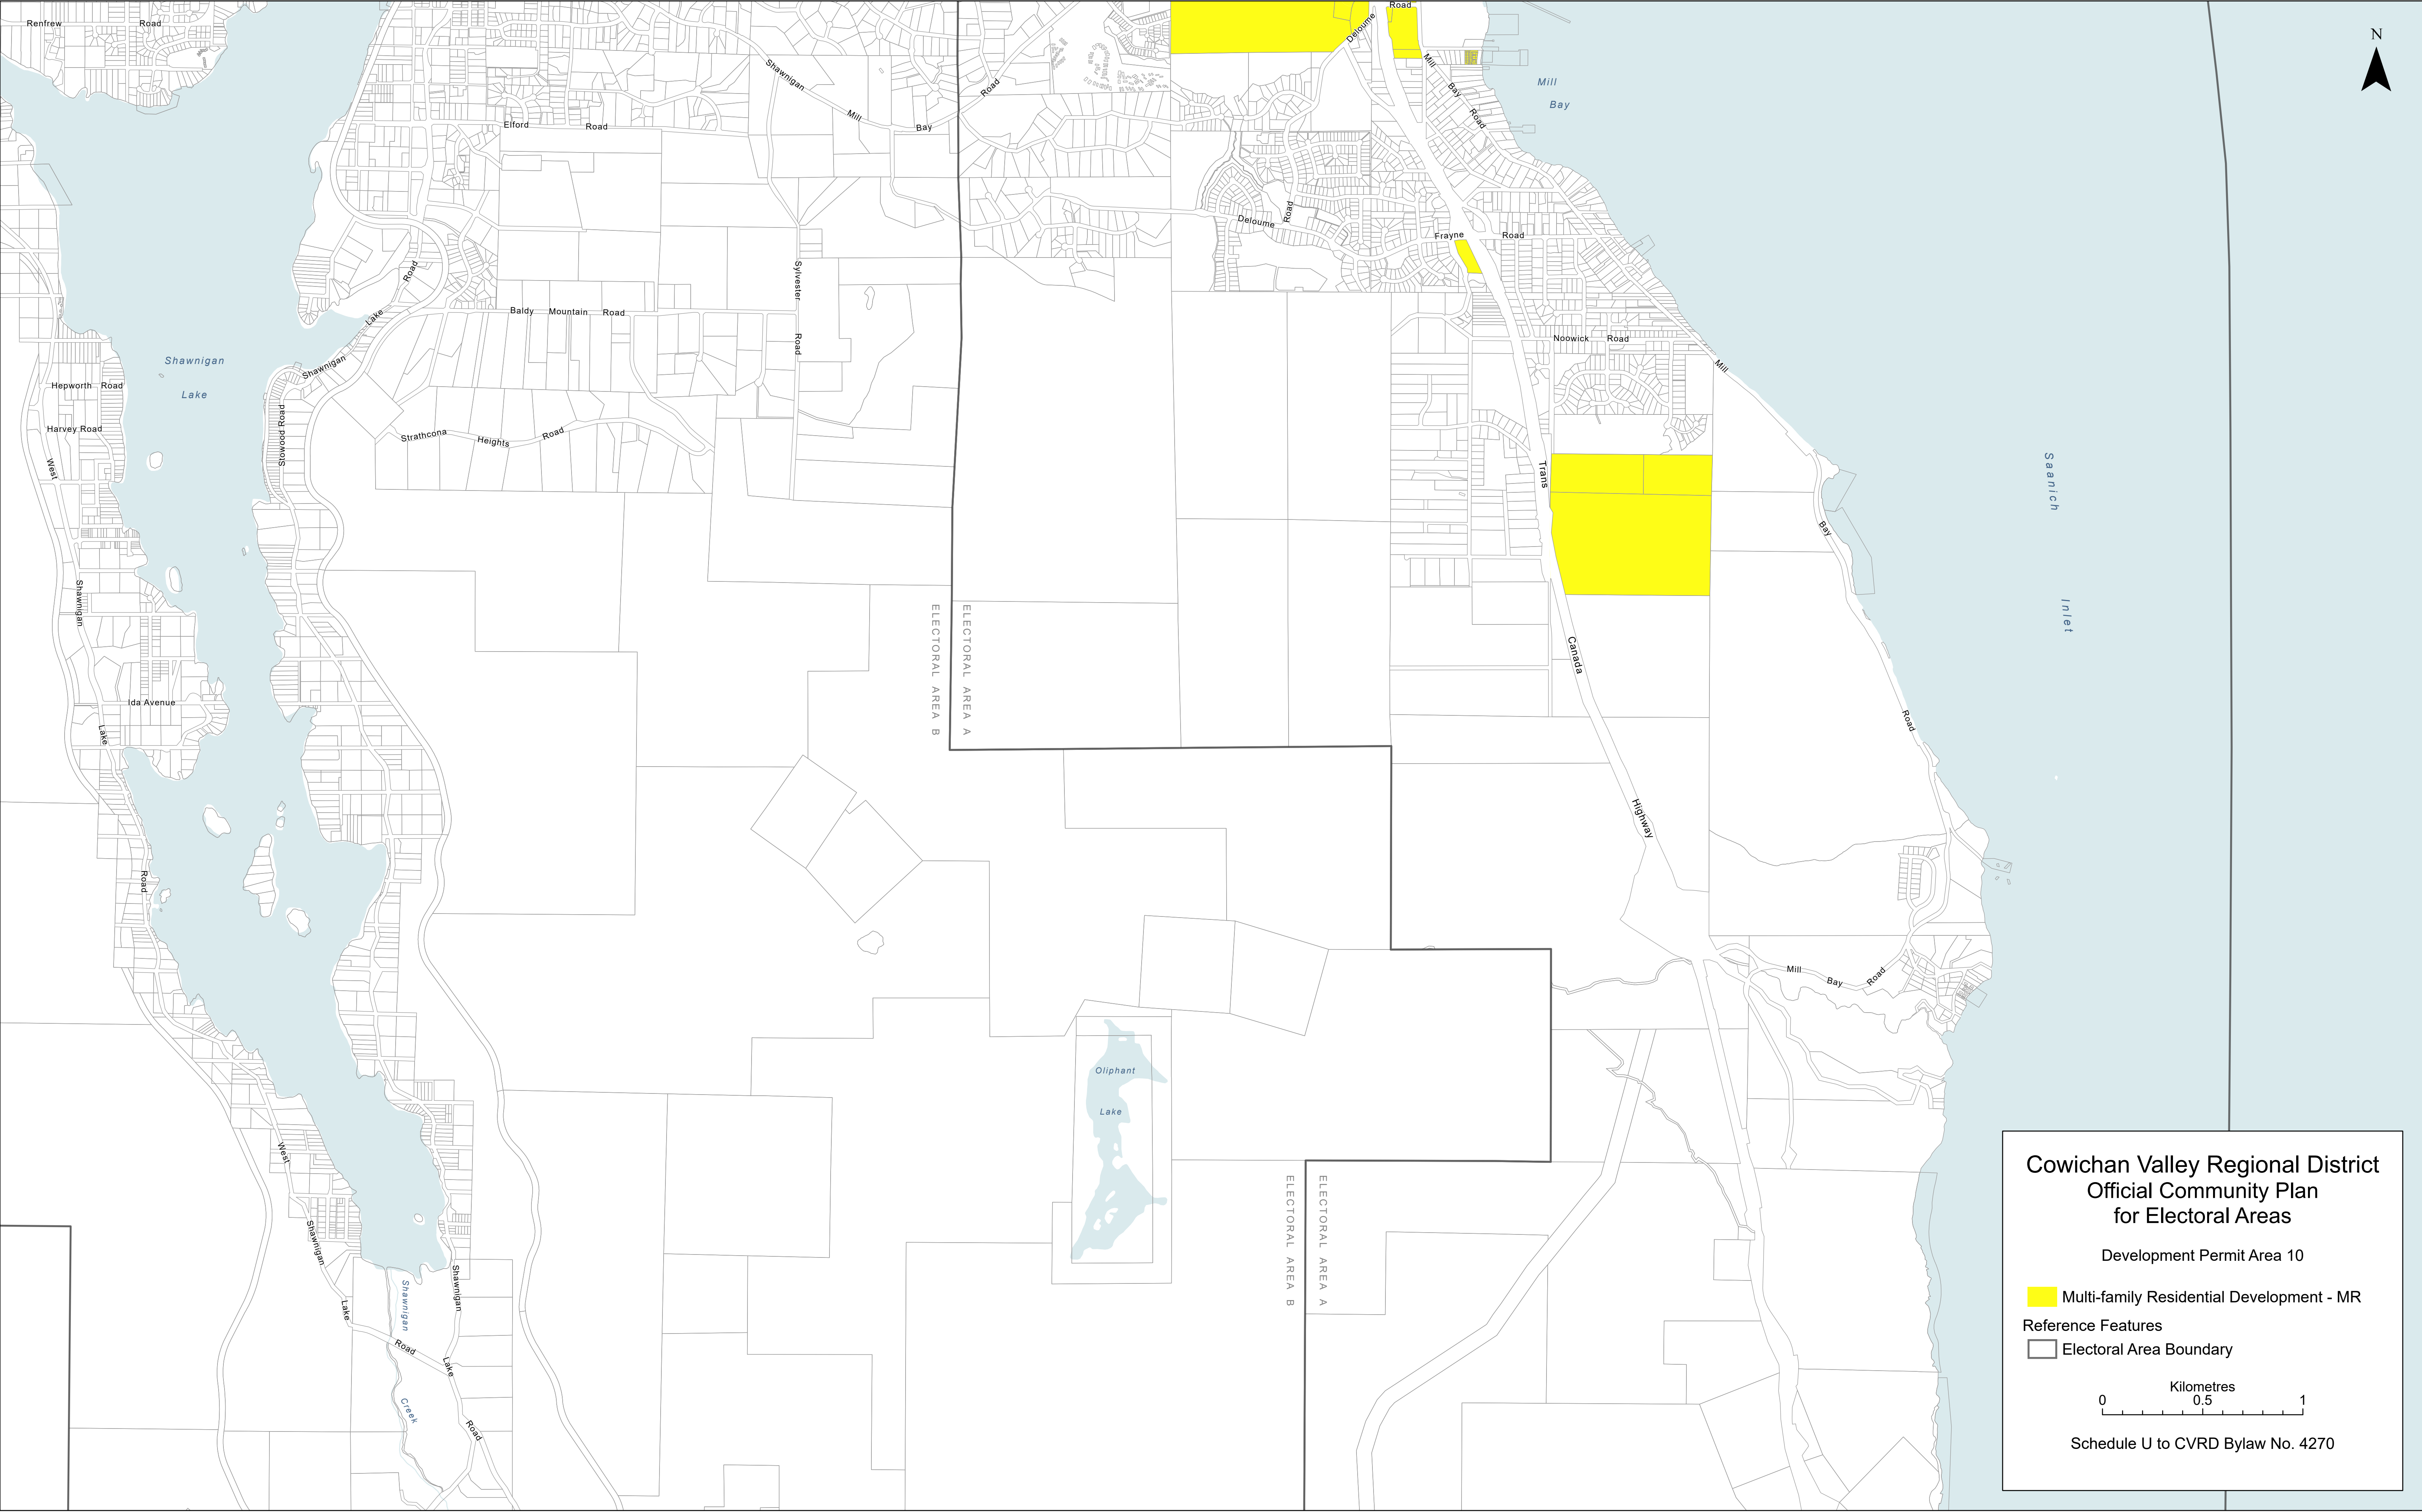 Renfrew Road
Road
Deloume
N
Shawnigan Mill Bay Road
Mill Bay Road
Mill
Bay
Elford Road
Deloume Road
Frayne Road
Lake Road
Sylvester Road
Baldy Mountain Road
Shawnigan
Noowick Road
Shawnigan
Lake
Mill
Hepworth Road
Stowood Road
Harvey Road
Strathcona Heights Road
West
Trans
Saanich
Bay
Shawnigan
Inlet
ELECTORAL AREA B
ELECTORAL AREA A
Canada
Ida Avenue
Lake
Road
Highway
Road
Mill Bay Road
Oliphant
Lake
West
ELECTORAL AREA B
ELECTORAL AREA A
Shawnigan
Shawnigan
Shawnigan
Lake
Road
Lake
Creek
Road
Cowichan Valley Regional District
Official Community Plan
for Electoral Areas
Development Permit Area 10
Multi-family Residential Development - MR
Reference Features
Electoral Area Boundary
Kilometres
0 0.5 1
Schedule U to CVRD Bylaw No. 4270